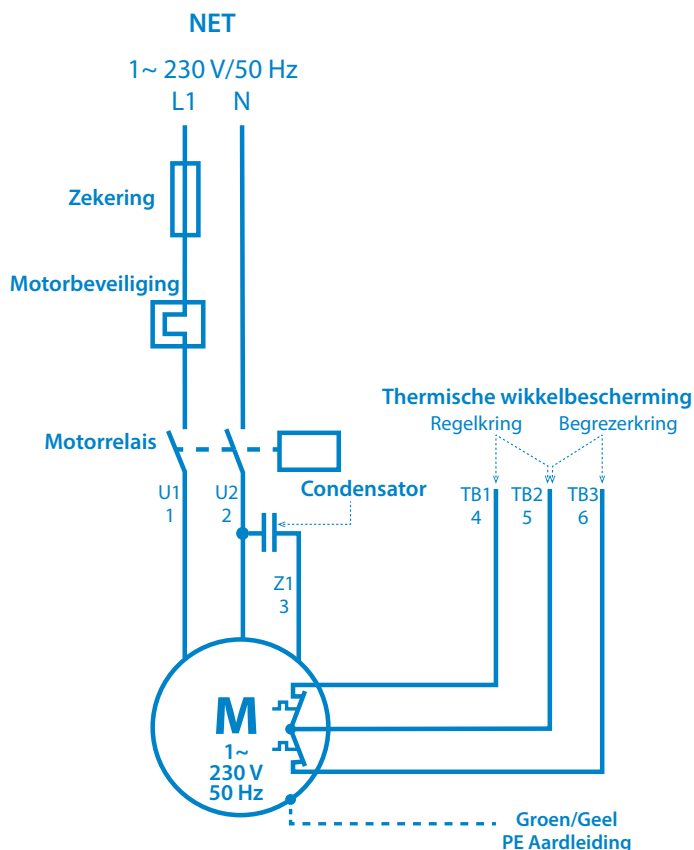 NET
1~ 230 V/50 Hz
L1 N
Zekering
Motorbeveiliging
Thermische wikkelbescherming
Regelkring Begrezerkring
Motorrelais
Condensator
U1 U2
1 2
TB1 TB2 TB3
4 5 6
Z1
3
M
1~
230 V
50 Hz
Groen/Geel
PE Aardleiding